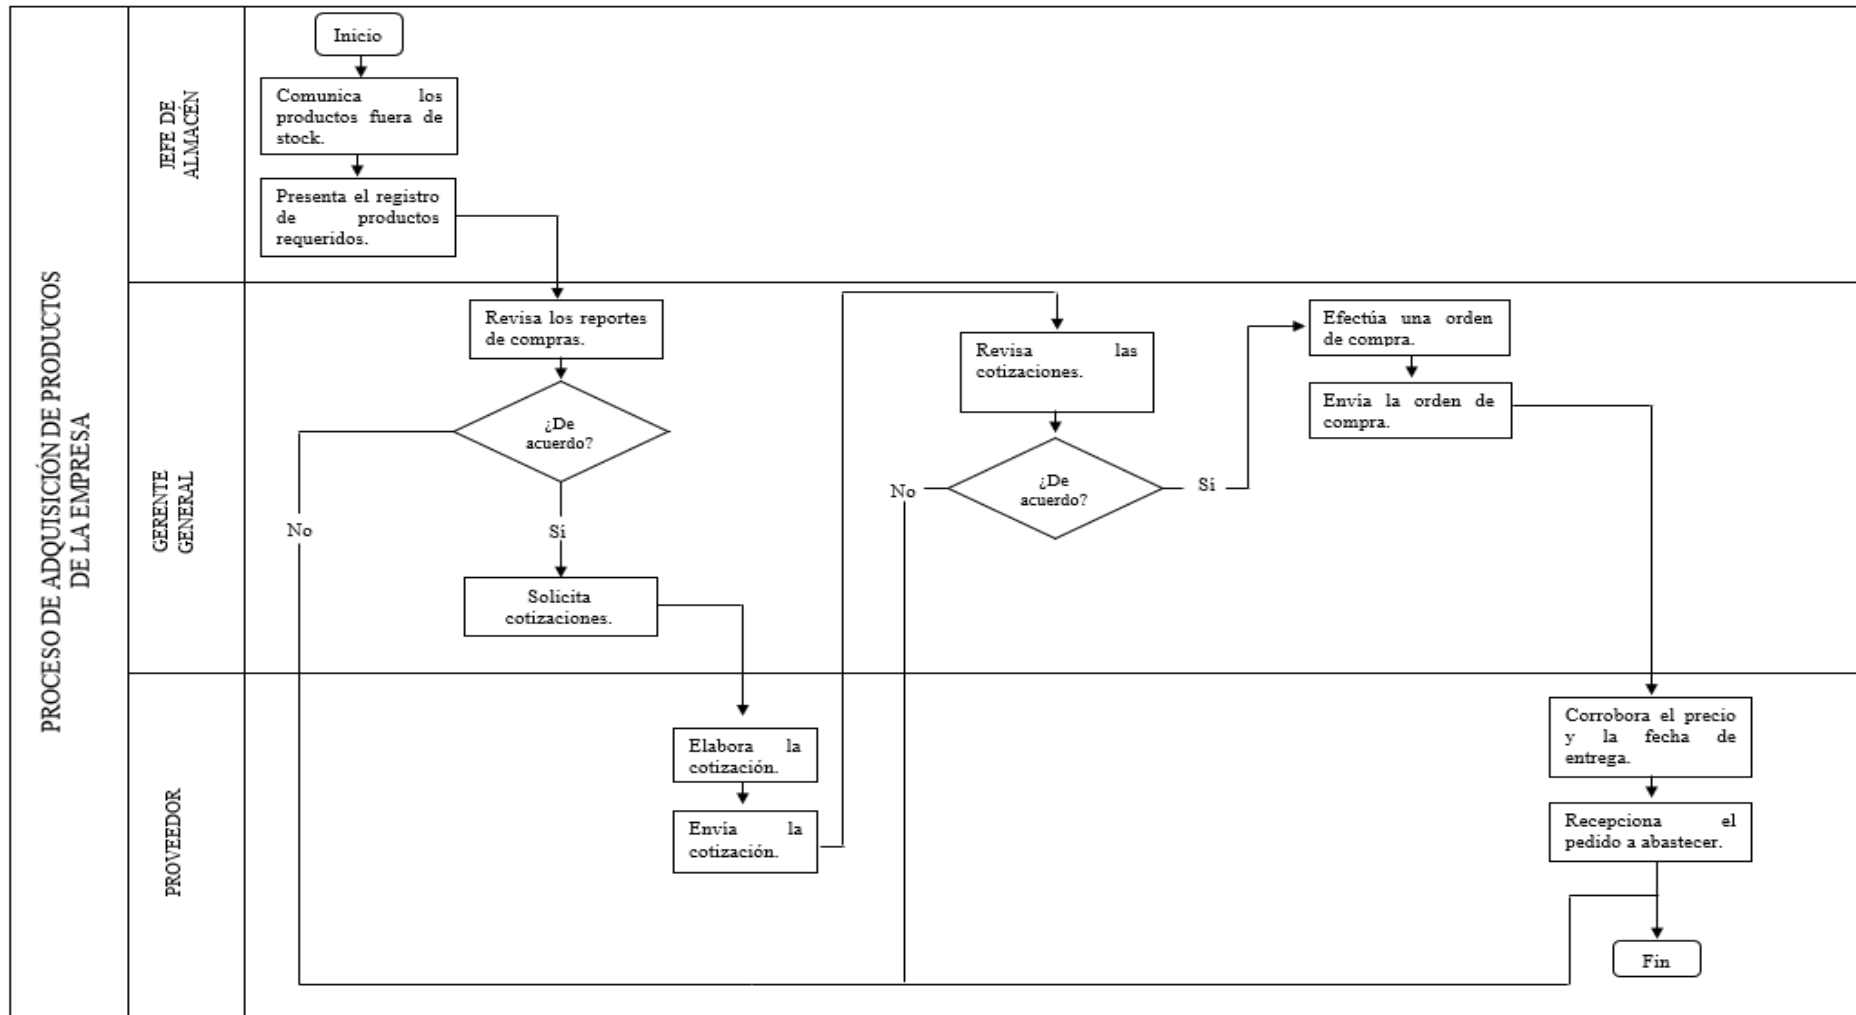 PROCESO DE ADQUISICIÓN DE PRODUCTOS
DE LA EMPRESA
JEFE DE
ALMACÉN
Inicio
Comunica los
productos fuera de
stock.
Presenta el registro
de productos
requeridos.
GERENTE
GENERAL
Revisa los reportes
de compras.
¿De
acuerdo?
No
Sí
Solicita
cotizaciones.
Revisa las
cotizaciones.
¿De
acuerdo?
No
Sí
Efectúa una orden
de compra.
Envía la orden de
compra.
PROVEEDOR
Elabora la
cotización.
Envía la
cotización.
Corrobora el precio
y la fecha de
entrega.
Recepciona el
pedido a abastecer.
Fin